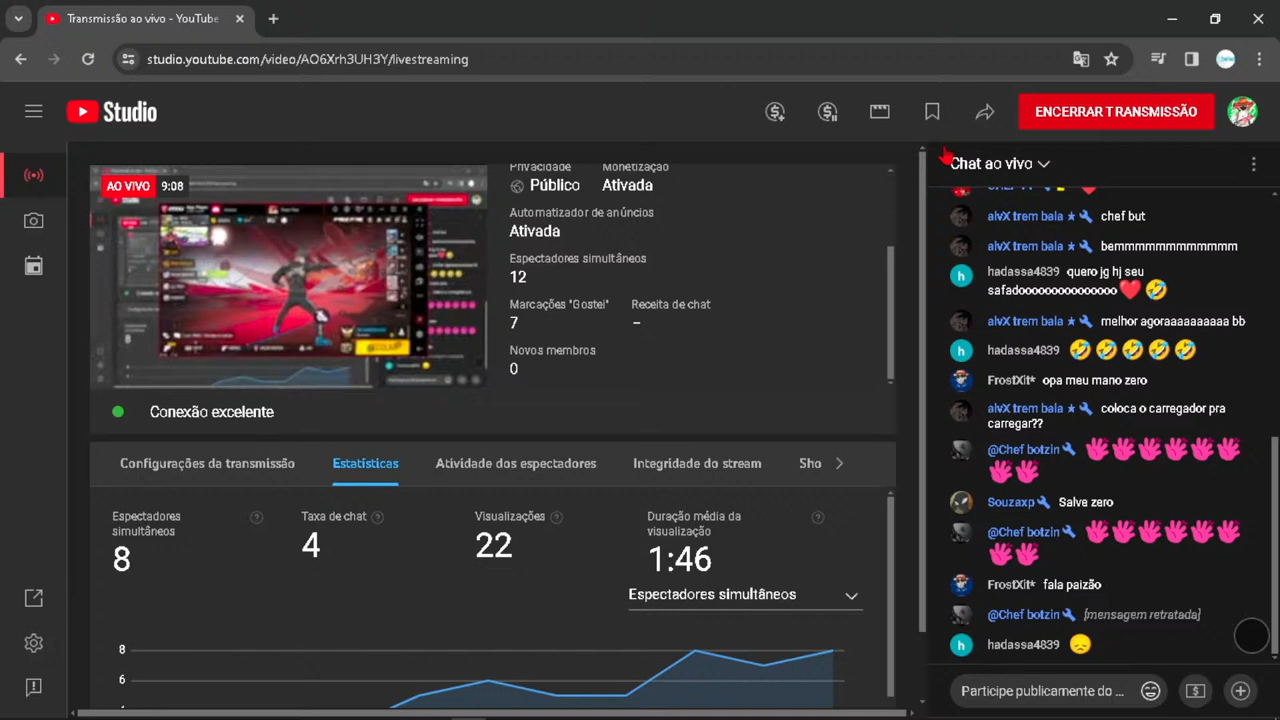 Transmissão ao vivo - YouTube
studio.youtube.com/video/AO6Xrh3UH3Y/livestreaming
Studio
ENCERRAR TRANSMISSÃO
AO VIVO 9:08
Privacidade Monetização
Público Ativada
Automatizador de anúncios
Ativada
Espectadores simultâneos
12
Marcações "Gostei" Receita de chat
7 –
Novos membros
0
Conexão excelente
Configurações da transmissão Estatísticas Atividade dos espectadores Integridade do stream Sho
Espectadores simultâneos
8
Taxa de chat
4
Visualizações
22
Duração média da visualização
1:46
Espectadores simultâneos
8
6
Chat ao vivo
alvX trem bala chef but
alvX trem bala bemmmmmmmmmmmm
hadassa4839 quero jg hj seu
safadooooooooooooooo❤️ 🤣
alvX trem bala melhor agoraaaaaaaaaa bb
hadassa4839 🤣🤣🤣🤣🤣
FrostXit* opa meu mano zero
alvX trem bala coloca o carregador pra
carregar??
@Chef botzin
Souzaxp Salve zero
@Chef botzin
FrostXit* fala paizão
@Chef botzin [mensagem retratada]
hadassa4839 😞
Participe publicamente do ...